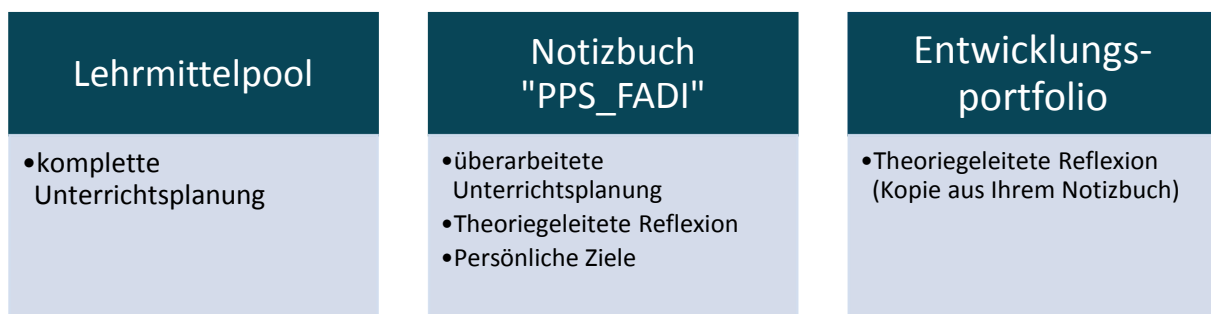 Lehrmittelpool
•komplette
Unterrichtsplanung
Notizbuch
"PPS_FADI"
•überarbeitete
Unterrichtsplanung
•Theoriegeleitete Reflexion
•Persönliche Ziele
Entwicklungs-
portfolio
•Theoriegeleitete Reflexion
(Kopie aus Ihrem Notizbuch)